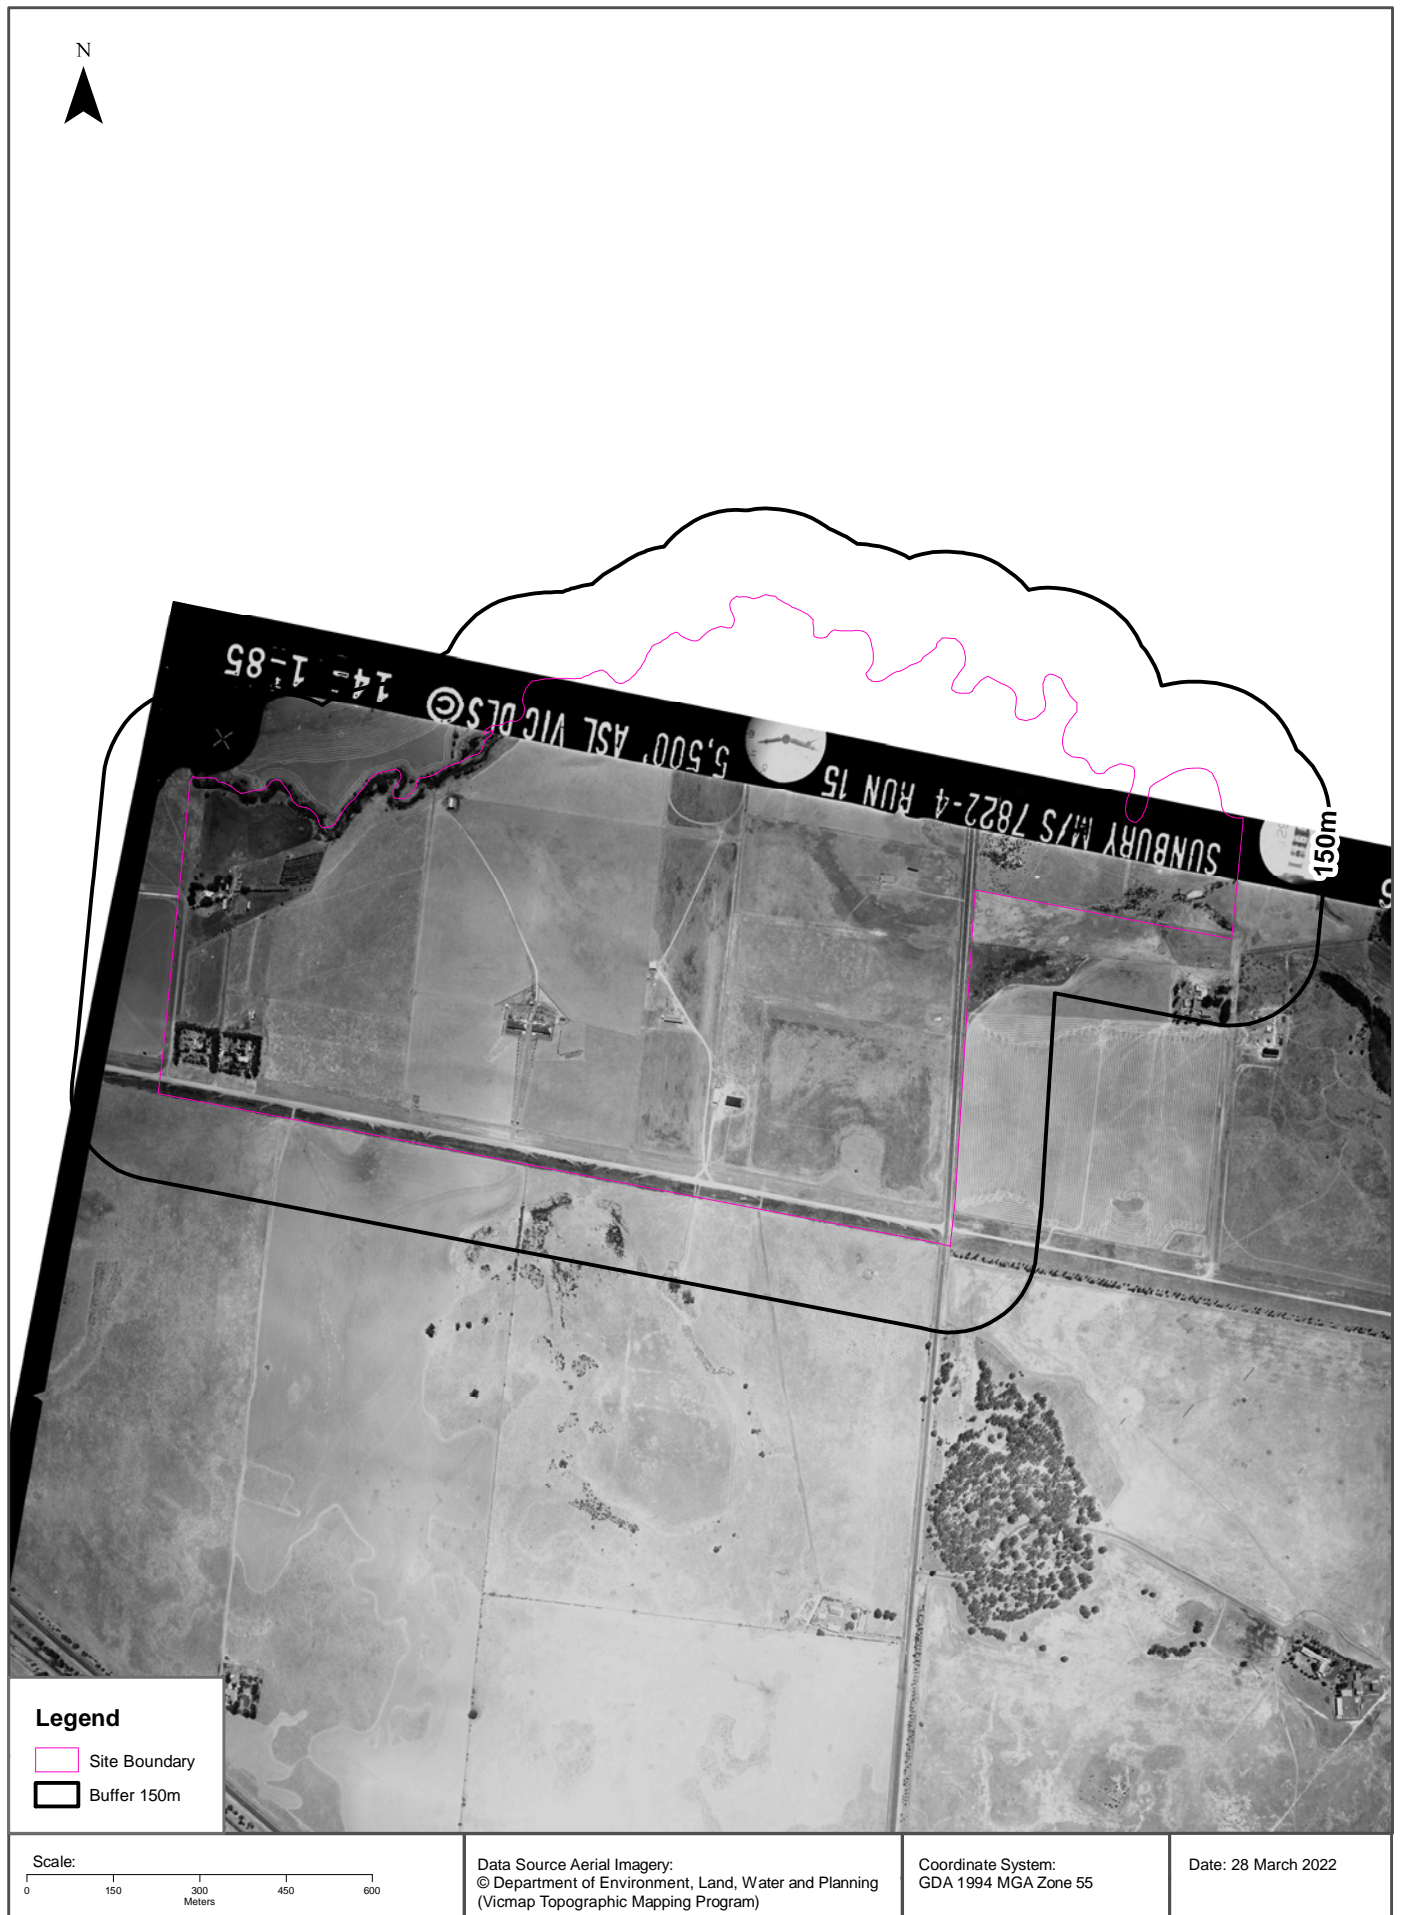 N
14-1-85
SUNBURY M/S 7822-4 RUN 15
5,500' ASL VIC DLS ©
150m
Legend
Site Boundary
Buffer 150m
Scale:
0 150 300 450 600
Meters
Data Source Aerial Imagery:
© Department of Environment, Land, Water and Planning
(Vicmap Topographic Mapping Program)
Coordinate System:
GDA 1994 MGA Zone 55
Date: 28 March 2022